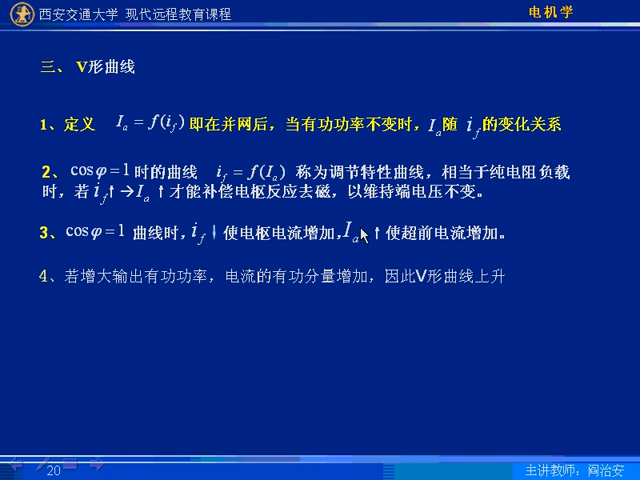 西安交通大学 现代远程教育课程
电机学
三、 V形曲线
1、定义 I_a = f(i_f) 即在并网后，当有功功率不变时，I_a随 i_f 的变化关系
2、 cosφ=1 时的曲线 i_f = f(I_a) 称为调节特性曲线，相当于纯电阻负载
时，若 i_f↑→I_a ↑才能补偿电枢反应去磁，以维持端电压不变。
3、 cosφ=1 曲线时，i_f 使电枢电流增加，I_a ↑使超前电流增加。
4、若增大输出有功功率，电流的有功分量增加，因此V形曲线上升
20
主讲教师：阎治安